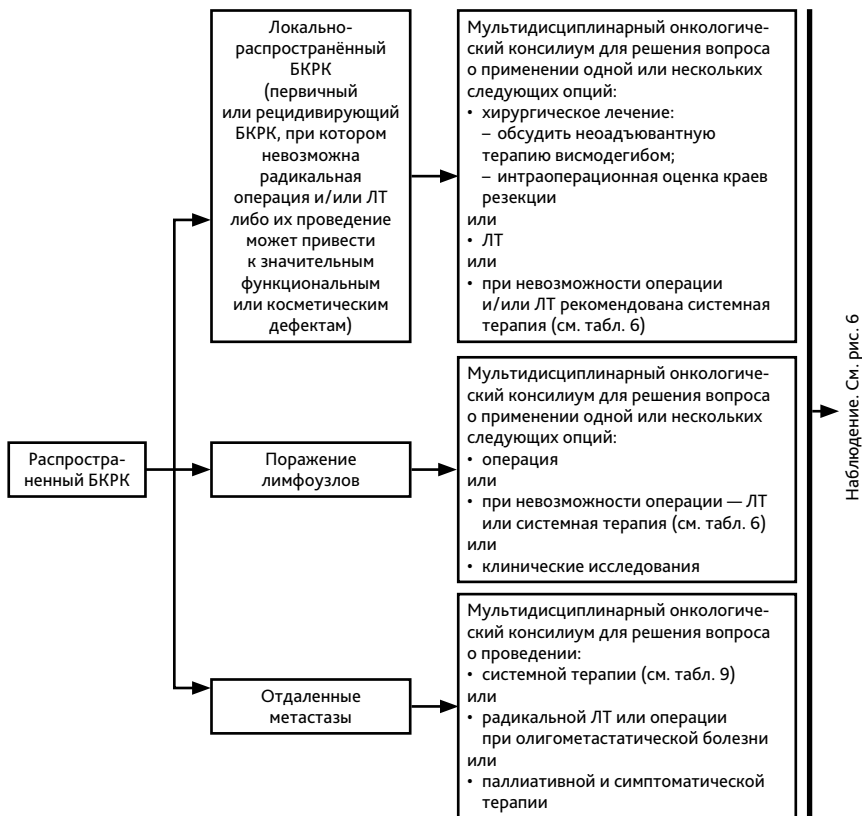 Локально-
распространённый
БКРК
(первичный
или рецидивирующий
БКРК, при котором
невозможна
радикальная
операция и/или ЛТ
либо их проведение
может привести
к значительным
функциональным
или косметическим
дефектам)
Мультидисциплинарный онкологиче-
ский консилиум для решения вопроса
о применении одной или нескольких
следующих опций:
• хирургическое лечение:
– обсудить неоадъювантную
терапию висмодегибом;
– интраоперационная оценка краев
резекции
или
• ЛТ
или
• при невозможности операции
и/или ЛТ рекомендована системная
терапия (см. табл. 6)
Распростра-
ненный БКРК
Поражение
лимфоузлов
Мультидисциплинарный онкологиче-
ский консилиум для решения вопроса
о применении одной или нескольких
следующих опций:
• операция
или
• при невозможности операции — ЛТ
или системная терапия (см. табл. 6)
или
• клинические исследования
Отдаленные
метастазы
Мультидисциплинарный онкологиче-
ский консилиум для решения вопроса
о проведении:
• системной терапии (см. табл. 9)
или
• радикальной ЛТ или операции
при олигометастатической болезни
или
• паллиативной и симптоматической
терапии
Наблюдение. См. рис. 6